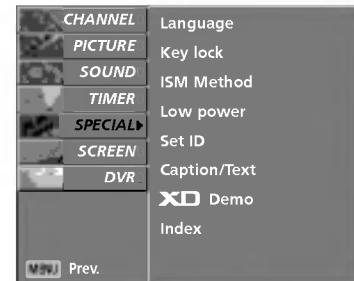 CHANNEL
PICTURE
SOUND
TIMER
SPECIAL
SCREEN
DVR
MENU Prev.
Language
Key lock
ISM Method
Low power
Set ID
Caption/Text
XD Demo
Index